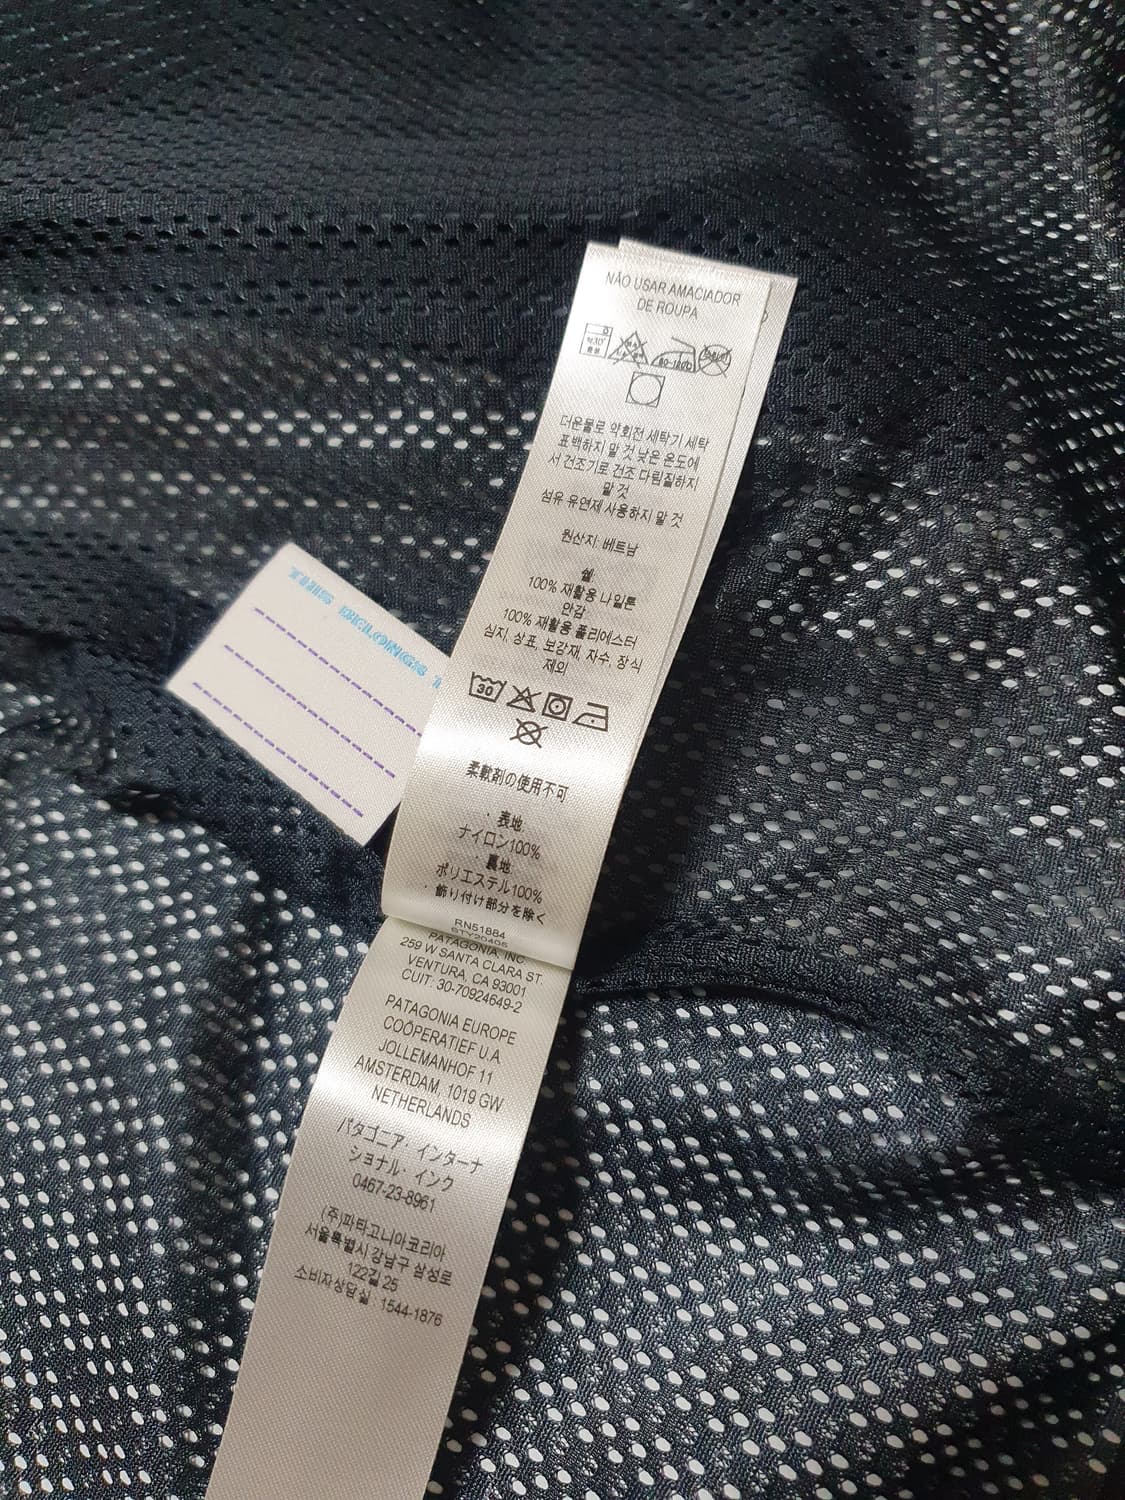 NÃO USAR AMACIADOR
DE ROUPA
80-120℃
더운물로 약회전 세탁기 세탁
표백하지 말 것 낮은 온도에
서 건조기로 건조 다림질하지
말 것
섬유 유연제 사용하지 말 것
원산지: 베트남
쉘
100% 재활용 나일론
안감
100% 재활용 폴리에스터
심지, 상표, 보강재, 자수, 장식
제외
30
柔軟剤の使用不可
・表地
ナイロン100%
・裏地
ポリエステル100%
・飾り付け部分を除く
RN51884
STY20405
PATAGONIA, INC
259 W SANTA CLARA ST.
VENTURA, CA 93001
CUIT: 30-70924649-2
PATAGONIA EUROPE
COÖPERATIEF U.A
JOLLEMANHOF 11
AMSTERDAM, 1019 GW
NETHERLANDS
パタゴニア・インターナ
ショナル・インク
0467-23-8961
(주)파타고니아코리아
서울특별시 강남구 삼성로
122길 25
소비자상담실 1544-1876
THIS BELONGS